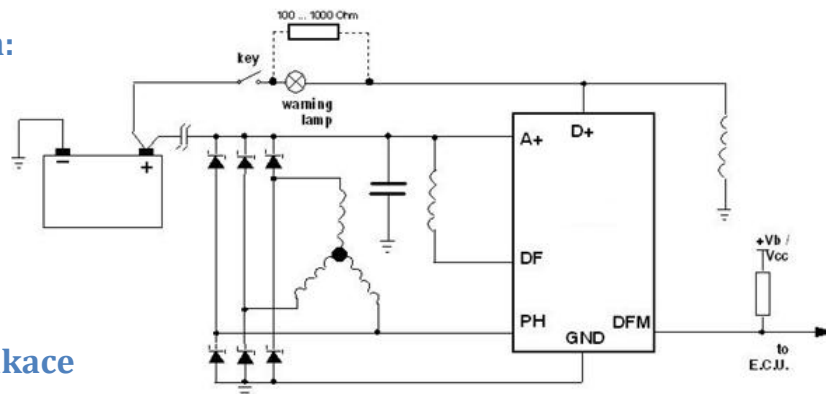 100 ... 1000 Ohm
:
key
warning
lamp
A+
D+
− +
DF
+Vb /
Vcc
PH
DFM
GND
to
E.C.U.
kace